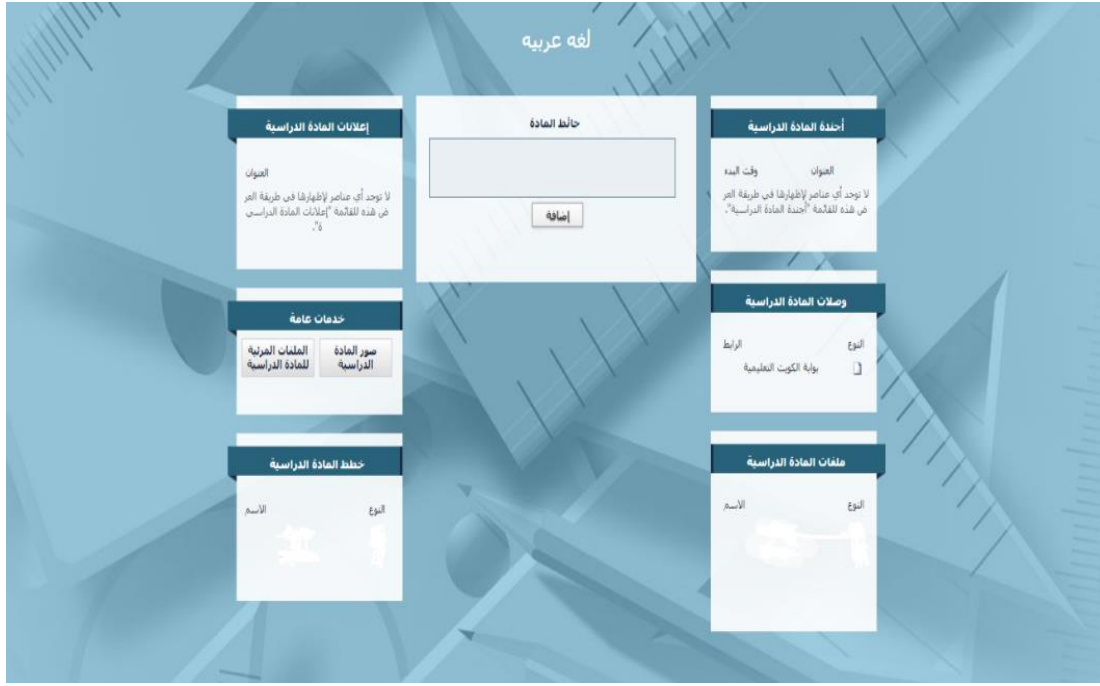 لغه عربيه
أجندة المادة الدراسية
العنوان وقت البدء
لا توجد أي عناصر لإظهارها في طريقة العر
ض هذه للقائمة "أجندة المادة الدراسية".
وصلات المادة الدراسية
النوع الرابط
بوابة الكويت التعليمية
ملفات المادة الدراسية
النوع الاسم
حائط المادة
إضافة
إعلانات المادة الدراسية
العنوان
لا توجد أي عناصر لإظهارها في طريقة العر
ض هذه للقائمة "إعلانات المادة الدراسي
ة".
خدمات عامة
صور المادة
الدراسية
الملفات المرئية
للمادة الدراسية
خطط المادة الدراسية
النوع الاسم